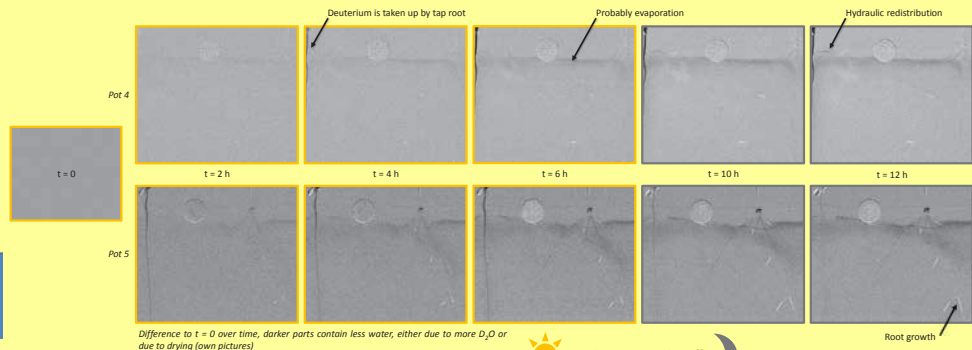 Deuterium is taken up by tap root
Probably evaporation
Hydraulic redistribution
Pot 4
t = 0
t = 2 h
t = 4 h
t = 6 h
t = 10 h
t = 12 h
Pot 5
Difference to t = 0 over time, darker parts contain less water, either due to more D₂O or
due to drying (own pictures)
Root growth